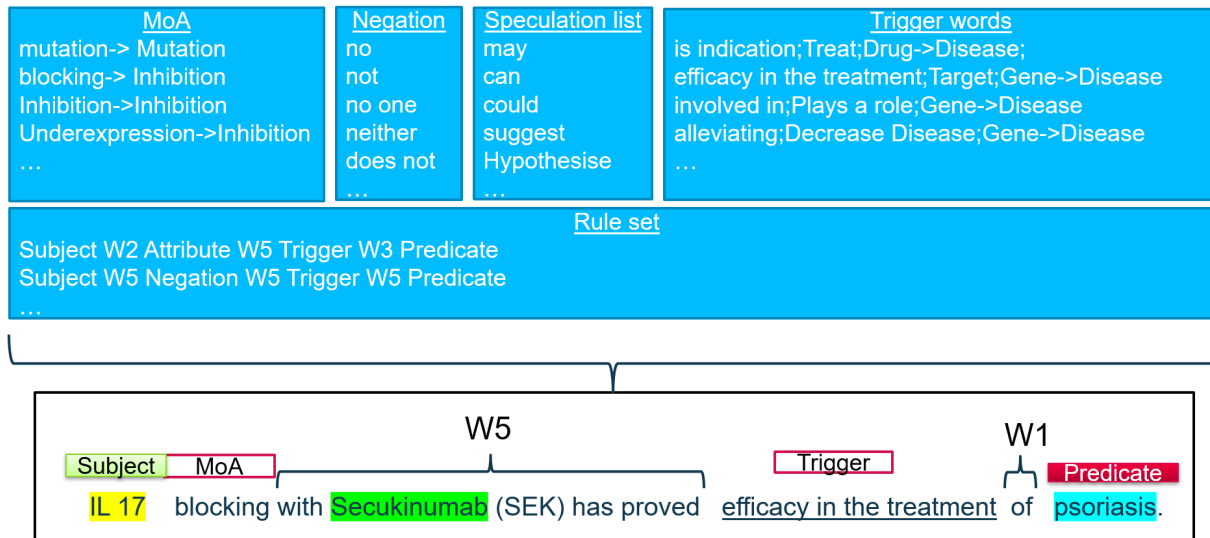 MoA
mutation-> Mutation
blocking-> Inhibition
Inhibition->Inhibition
Underexpression->Inhibition
…
Negation
no
not
no one
neither
does not
…
Speculation list
may
can
could
suggest
Hypothesise
…
Trigger words
is indication;Treat;Drug->Disease;
efficacy in the treatment;Target;Gene->Disease
involved in;Plays a role;Gene->Disease
alleviating;Decrease Disease;Gene->Disease
…
Rule set
Subject W2 Attribute W5 Trigger W3 Predicate
Subject W5 Negation W5 Trigger W5 Predicate
…
W5 W1
Subject MoA Trigger Predicate
IL 17 blocking with Secukinumab (SEK) has proved efficacy in the treatment of psoriasis.